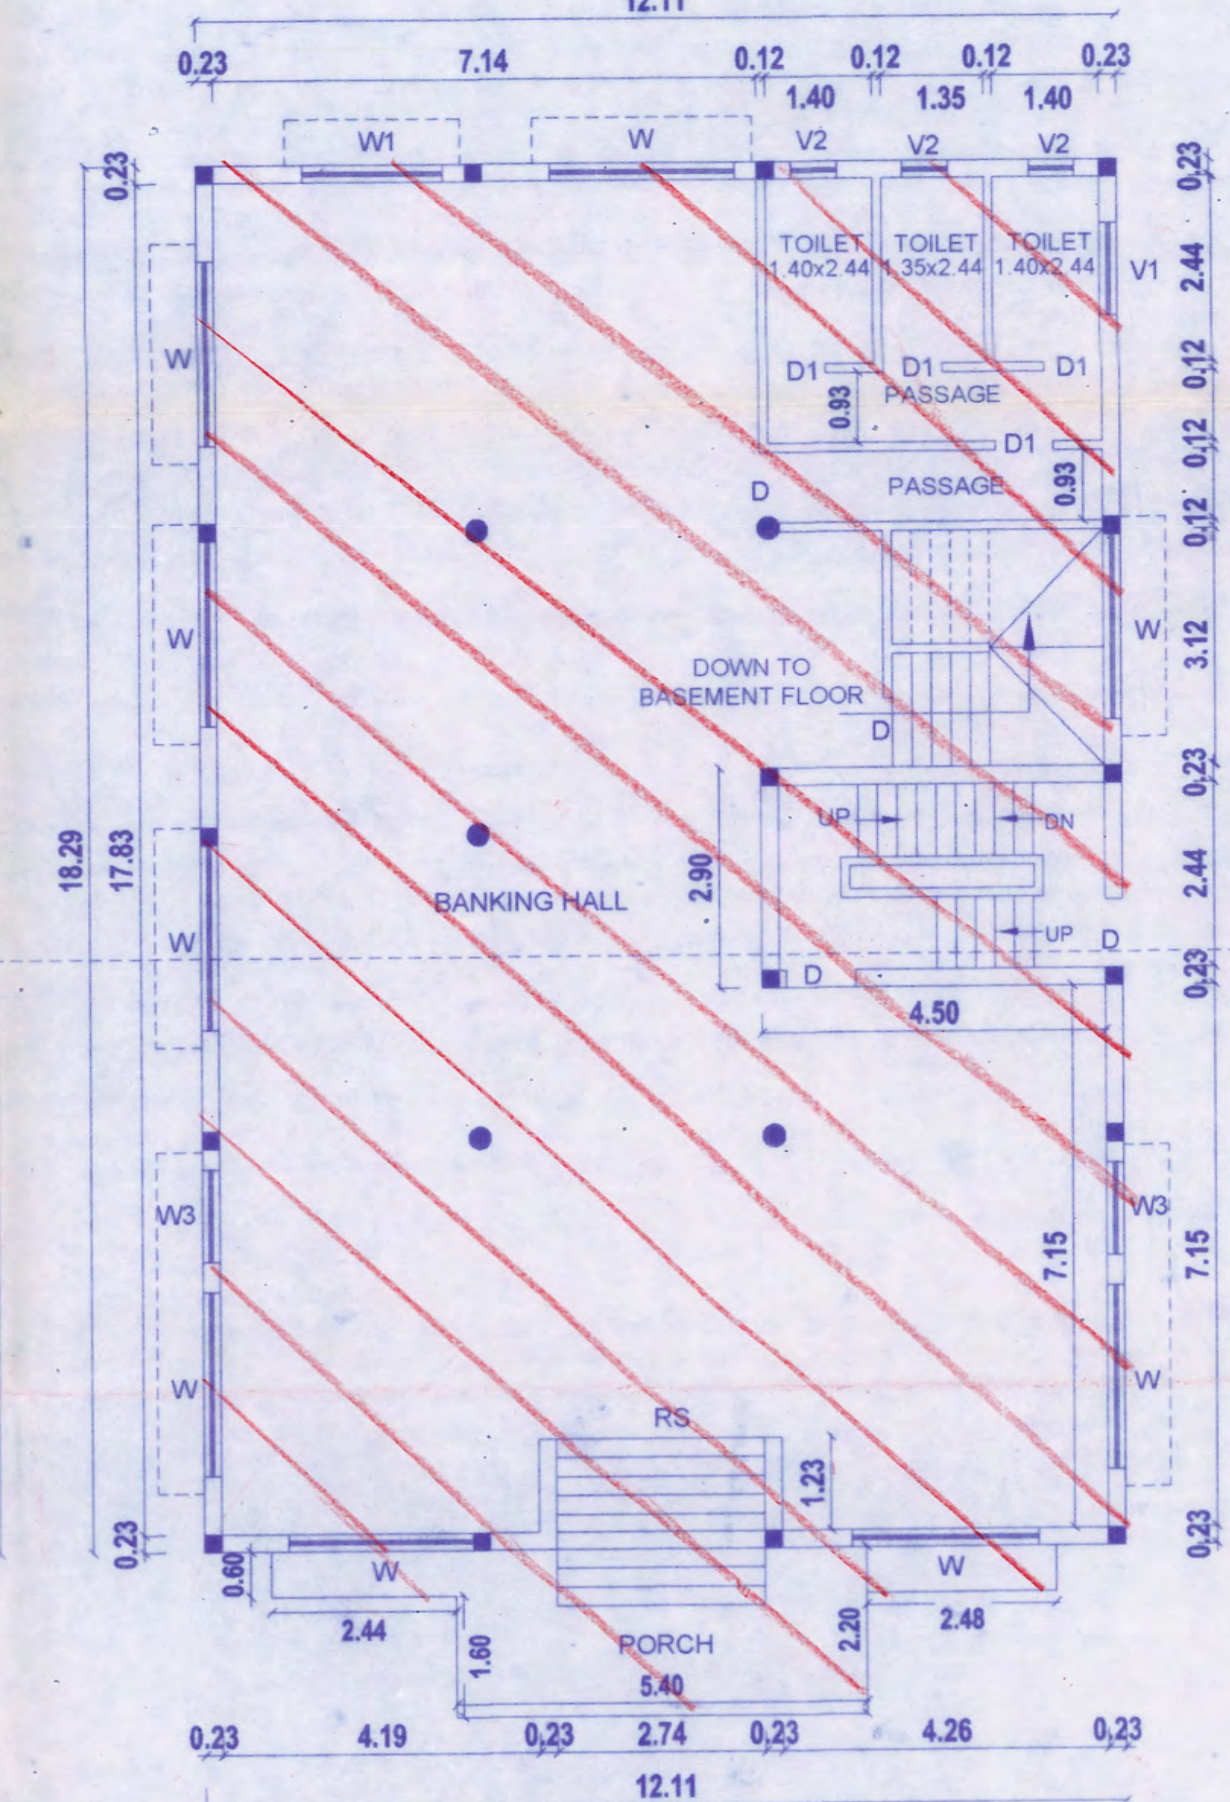 12.11
0.23 7.14 0.12 0.12 0.12 0.23
1.40 1.35 1.40
W1 W V2 V2 V2
0.23 0.23
TOILET TOILET TOILET
1.40x2.44 1.35x2.44 1.40x2.44 V1 2.44
W
D1 D1 D1 0.12
0.93 PASSAGE
D1 0.12
D PASSAGE 0.93
0.12
W W 3.12
DOWN TO
BASEMENT FLOOR
D
0.23
UP DN
18.29 17.83 2.90 2.44
BANKING HALL
W UP D
D 0.23
4.50
W3 W3
7.15 7.15
W W
RS
1.23
0.23 0.23
0.60 W W
2.44 2.20 2.48
1.60 PORCH
5.40
0.23 4.19 0.23 2.74 0.23 4.26 0.23
12.11